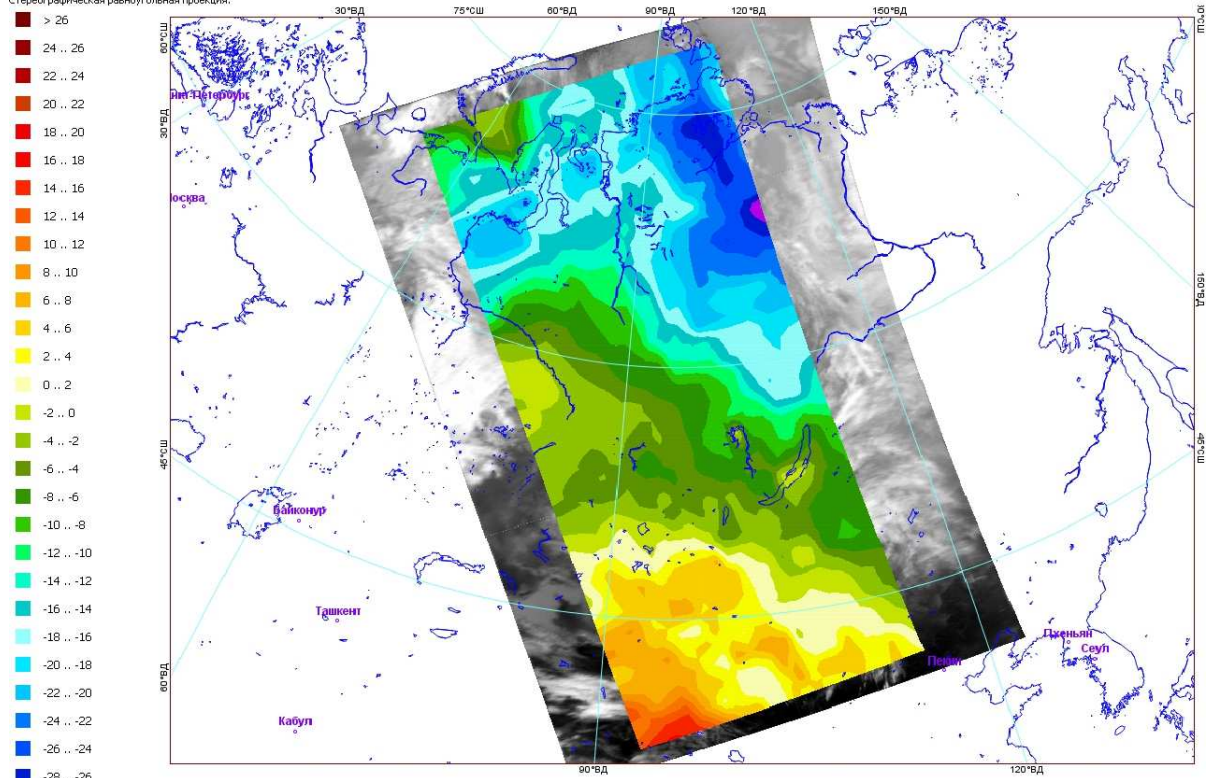 Стереографическая равноугольная проекция.
30°ВД 75°СШ 60°ВД 90°ВД 120°ВД 150°ВД
60°СШ
30°ВД
45°СШ
60°ВД
150°ВД
45°СШ
90°ВД 120°ВД
> 26
24 .. 26
22 .. 24
20 .. 22
18 .. 20
16 .. 18
14 .. 16
12 .. 14
10 .. 12
8 .. 10
6 .. 8
4 .. 6
2 .. 4
0 .. 2
-2 .. 0
-4 .. -2
-6 .. -4
-8 .. -6
-10 .. -8
-12 .. -10
-14 .. -12
-16 .. -14
-18 .. -16
-20 .. -18
-22 .. -20
-24 .. -22
-26 .. -24
нкт-Петербург
Москва
Байконур
Ташкент
Кабул
Пекин
Пхеньян
Сеул